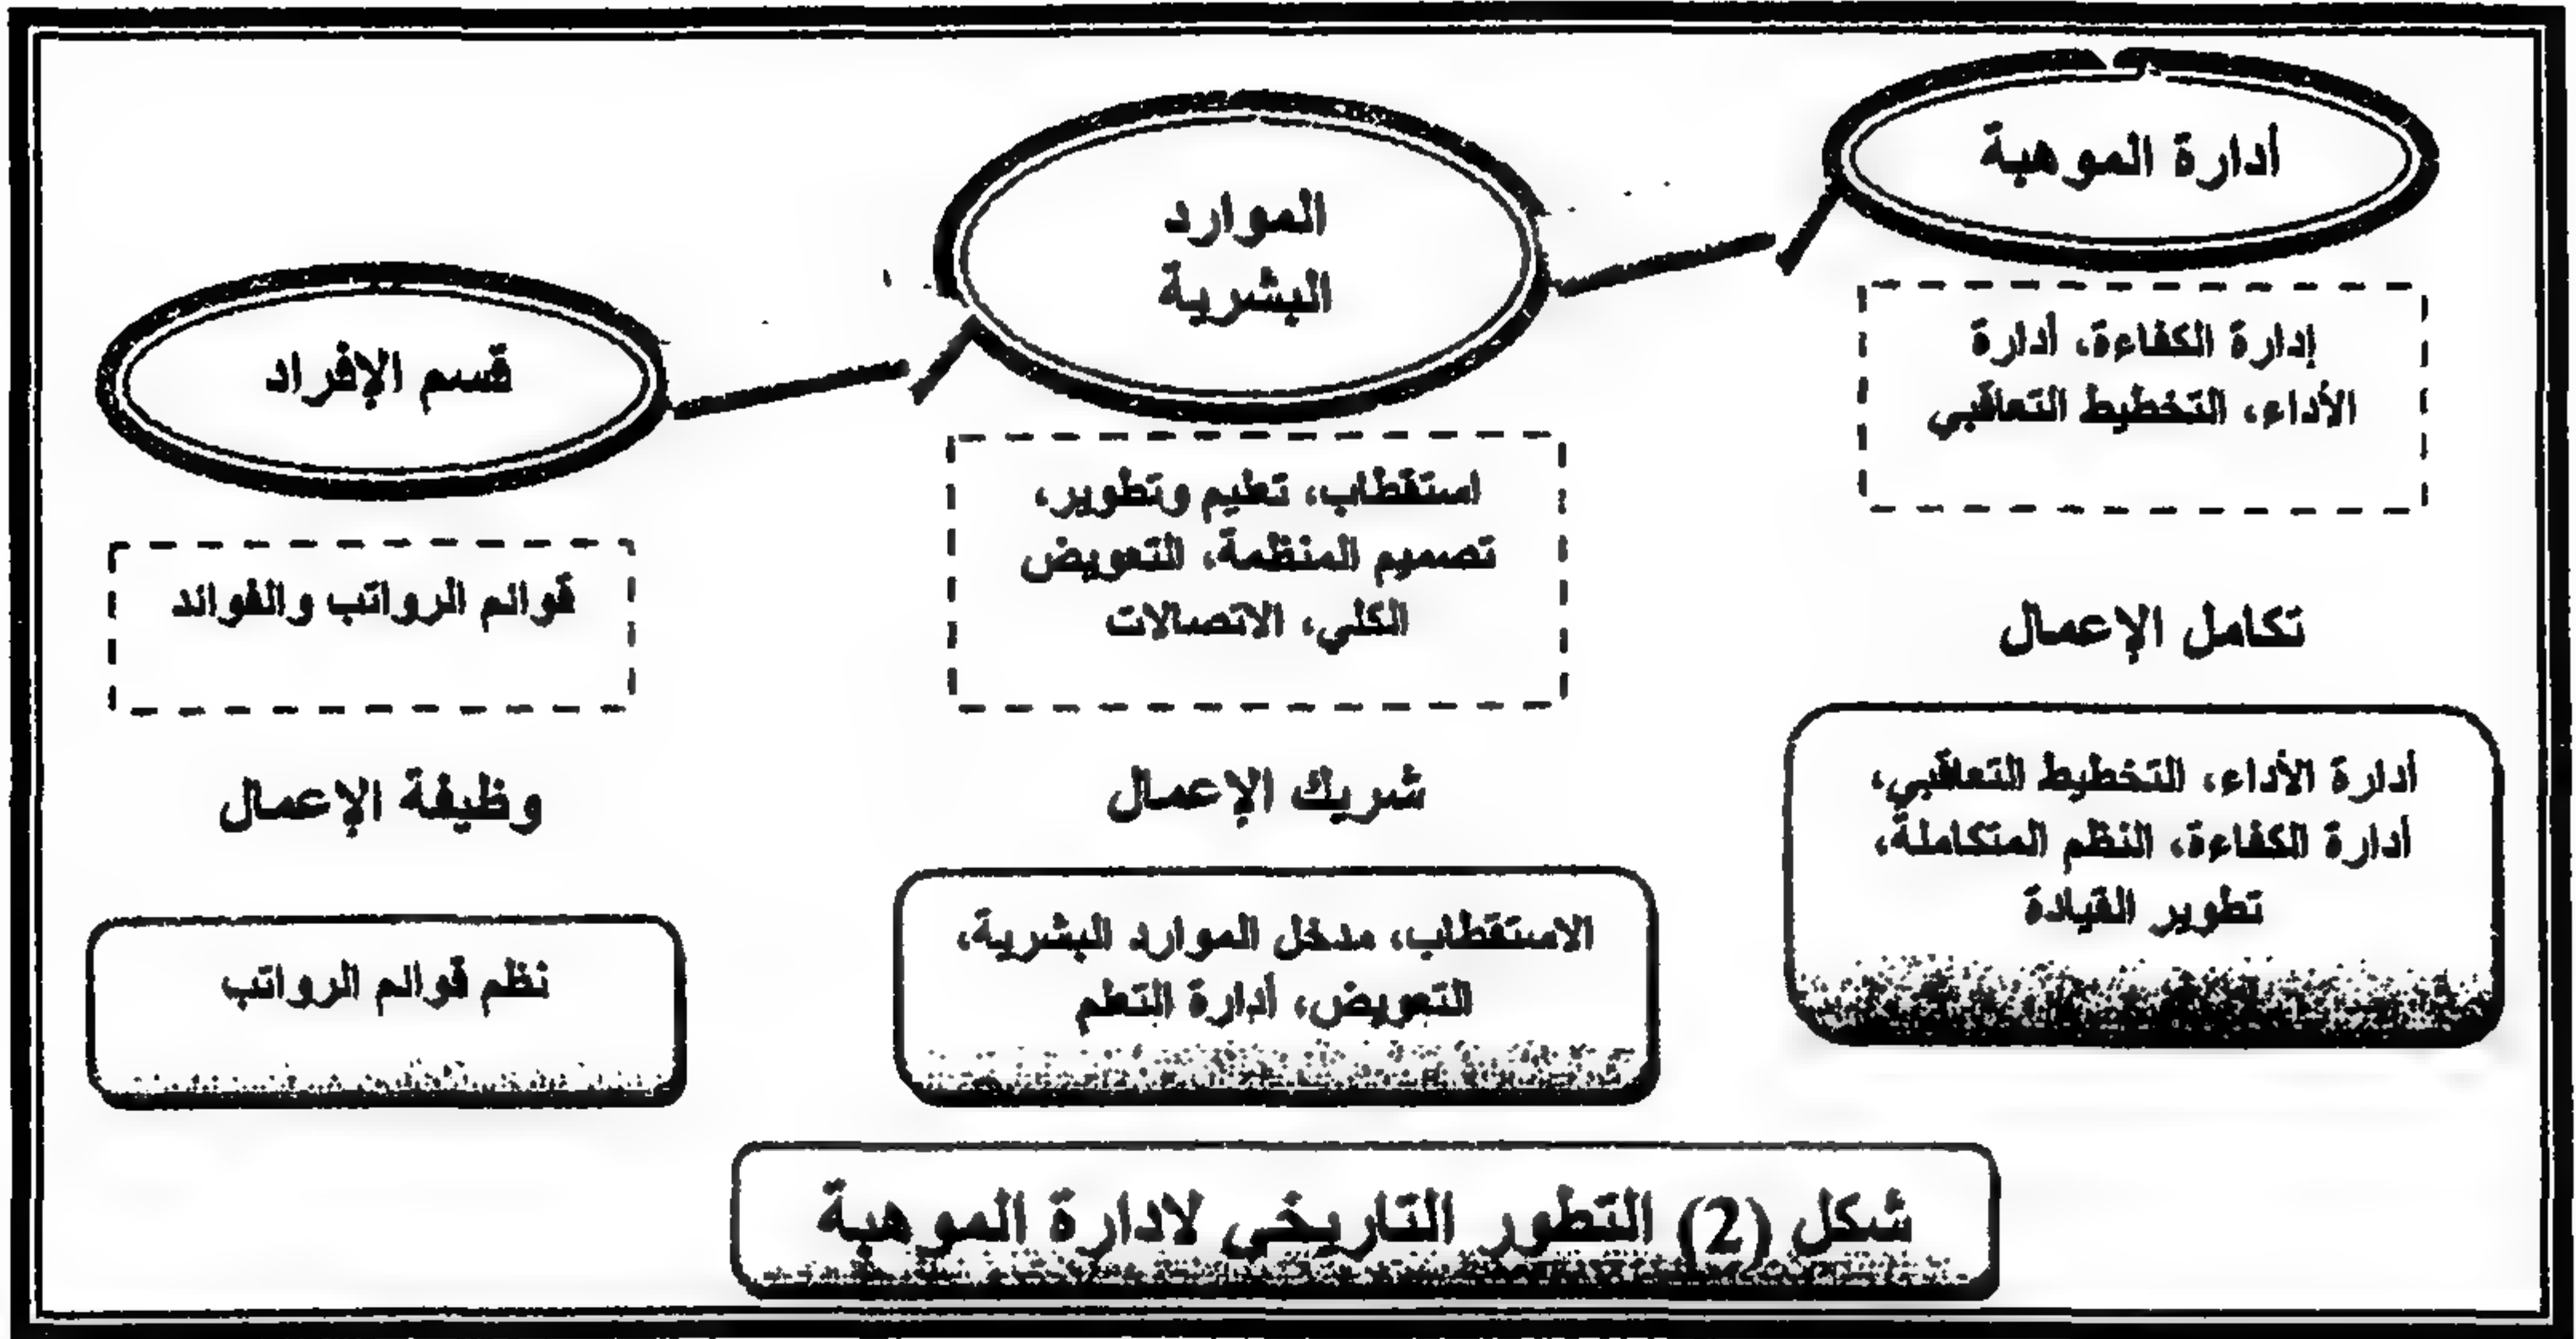 أدارة الموهبة
إدارة الكفاءة، أدارة
الأداء، التخطيط التعاقبي
تكامل الإعمال
أدارة الأداء، التخطيط التعاقبي،
أدارة الكفاءة، النظم المتكاملة،
تطوير القيادة
الموارد
البشرية
استقطاب، تعليم وتطوير،
تصميم المنظمة، التعويض
الكلي، الاتصالات
شريك الإعمال
الاستقطاب، مدخل الموارد البشرية،
التعويض، أدارة التعلم
قسم الإفراد
قوائم الرواتب والفوائد
وظيفة الإعمال
نظم قوائم الرواتب
شكل (2) التطور التاريخي لادارة الموهبة